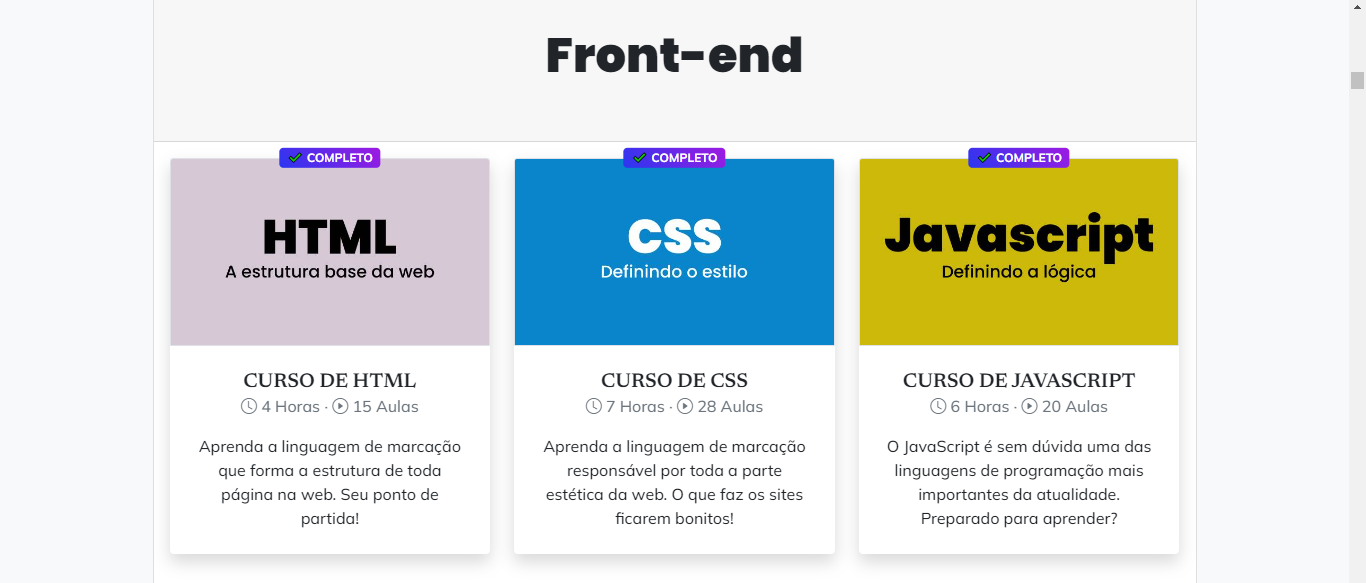 Front-end
COMPLETO
HTML
A estrutura base da web
CURSO DE HTML
4 Horas · 15 Aulas
Aprenda a linguagem de marcação
que forma a estrutura de toda
página na web. Seu ponto de
partida!
COMPLETO
CSS
Definindo o estilo
CURSO DE CSS
7 Horas · 28 Aulas
Aprenda a linguagem de marcação
responsável por toda a parte
estética da web. O que faz os sites
ficarem bonitos!
COMPLETO
Javascript
Definindo a lógica
CURSO DE JAVASCRIPT
6 Horas · 20 Aulas
O JavaScript é sem dúvida uma das
linguagens de programação mais
importantes da atualidade.
Preparado para aprender?